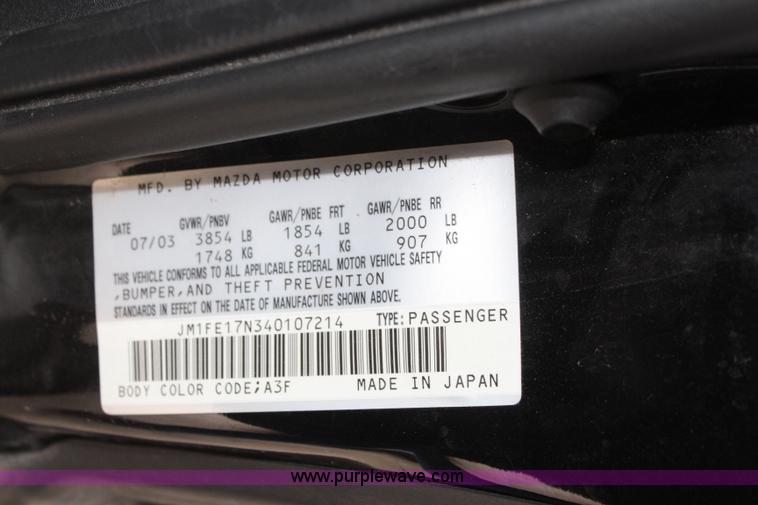 MFD. BY MAZDA MOTOR CORPORATION
DATE GVWR/PNBV GAWR/PNBE FRT GAWR/PNBE RR
07/03 3854 LB 1854 LB 2000 LB
1748 KG 841 KG 907 KG
THIS VEHICLE CONFORMS TO ALL APPLICABLE FEDERAL MOTOR VEHICLE SAFETY
,BUMPER,AND THEFT PREVENTION
STANDARDS IN EFFECT ON THE DATE OF MANUFACTURE SHOWN ABOVE.
JM1FE17N340107214 TYPE:PASSENGER
BODY COLOR CODE;A3F MADE IN JAPAN
www.purplewave.com